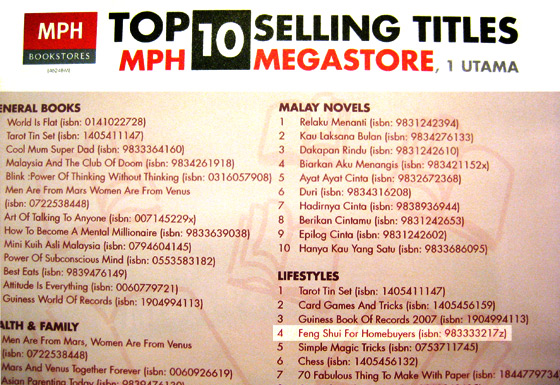 MPH
BOOKSTORES
TOP 10 SELLING TITLES
MPH MEGASTORE, 1 UTAMA
ENERAL BOOKS
World Is Flat (isbn: 0141022728)
Tarot Tin Set (isbn: 1405411147)
Cool Mum Super Dad (isbn: 9833364160)
Malaysia And The Club Of Doom (isbn: 9834261918)
Blink :Power Of Thinking Without Thinking (isbn: 0316057908)
Men Are From Mars Women Are From Venus
(isbn: 0722538448)
Art Of Talking To Anyone (isbn: 007145229x)
How To Become A Mental Millionaire (isbn: 9833639038)
Mini Kuih Asli Malaysia (isbn: 0794604145)
Power Of Subconscious Mind (isbn: 0553583182)
Best Eats (isbn: 9839476149)
Attitude Is Everything (isbn: 0060779721)
Guiness World Of Records (isbn: 1904994113)
ALTH & FAMILY
Men Are From Mars, Women Are From Venus
(isbn: 0722538448)
Mars And Venus Together Forever (isbn: 0060926619)
Asian Parenting Today
MALAY NOVELS
1 Relaku Menanti (isbn: 9831242394)
2 Kau Laksana Bulan (isbn: 9834276133)
3 Dakapan Rindu (isbn: 9831242610)
4 Biarkan Aku Menangis (isbn: 983421152x)
5 Ayat Ayat Cinta (isbn: 9832672368)
6 Duri (isbn: 9834316208)
7 Hadirnya Cinta (isbn: 9838936944)
8 Berikan Cintamu (isbn: 9831242653)
9 Epilog Cinta (isbn: 9831242602)
10 Hanya Kau Yang Satu (isbn: 9833686095)
LIFESTYLES
1 Tarot Tin Set (isbn: 1405411147)
2 Card Games And Tricks (isbn: 1405456159)
3 Guiness Book Of Records 2007 (isbn: 1904994113)
4 Feng Shui For Homebuyers (isbn: 983333217z)
5 Simple Magic Tricks (isbn: 0753711745)
6 Chess (isbn: 1405456132)
7 70 Fabulous Thing To Make With Paper (isbn: 1844779734